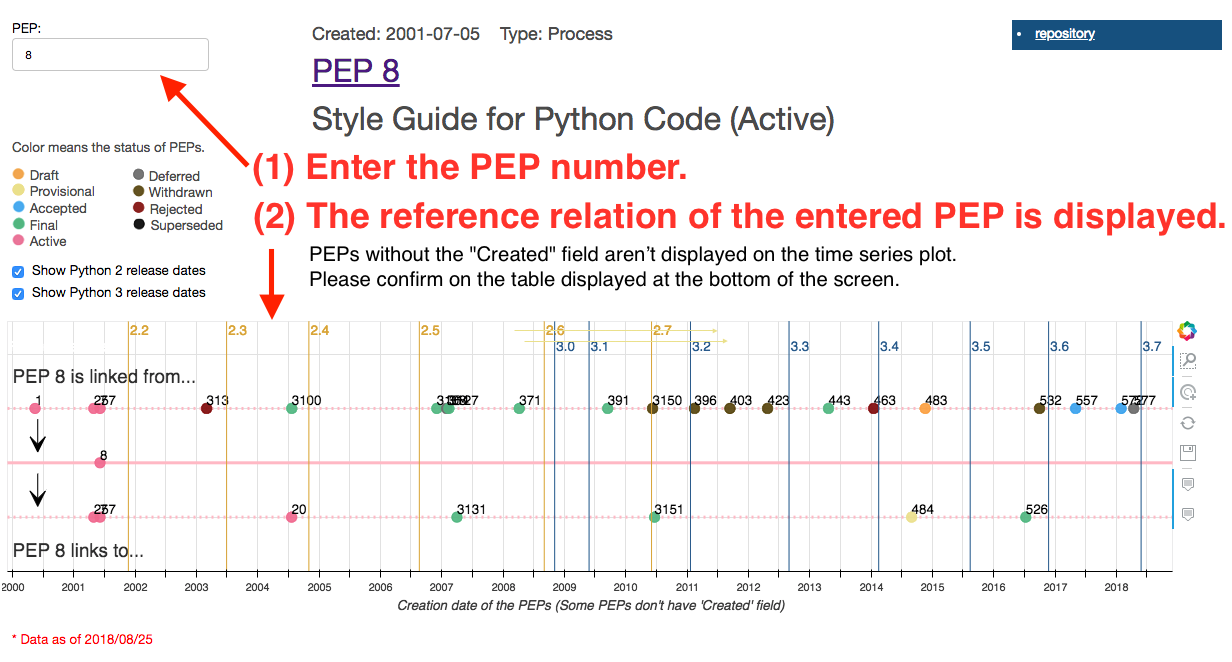 PEP:
8
Created: 2001-07-05 Type: Process
PEP 8
Style Guide for Python Code (Active)
repository
(1) Enter the PEP number.
(2) The reference relation of the entered PEP is displayed.
PEPs without the "Created" field aren't displayed on the time series plot.
Please confirm on the table displayed at the bottom of the screen.
Color means the status of PEPs.
Draft
Provisional
Accepted
Final
Active
Deferred
Withdrawn
Rejected
Superseded
Show Python 2 release dates
Show Python 3 release dates
2.2 2.3 2.4 2.5 2.6 2.7
3.0 3.1 3.2 3.3 3.4 3.5 3.6 3.7
PEP 8 is linked from...
1 313 3100 371 391 3150 396 403 423 443 463 483 532 557
8
20 3131 3151 484 526
PEP 8 links to...
2000 2001 2002 2003 2004 2005 2006 2007 2008 2009 2010 2011 2012 2013 2014 2015 2016 2017 2018
Creation date of the PEPs (Some PEPs don't have 'Created' field)
* Data as of 2018/08/25